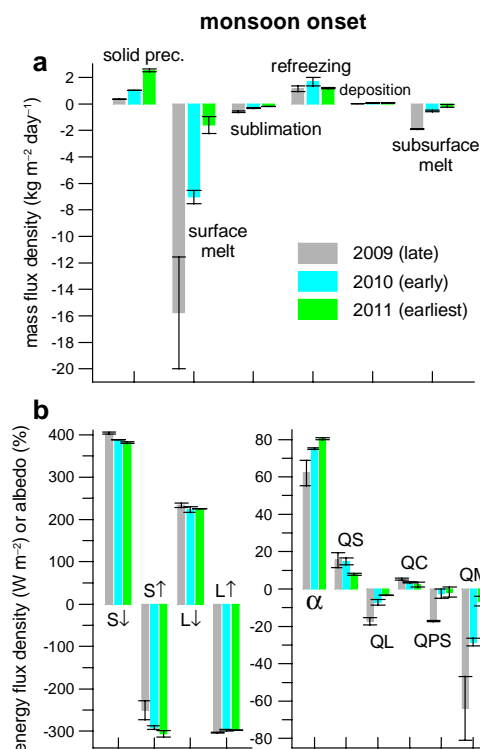 monsoon onset
a
solid prec.
refreezing
deposition
sublimation
subsurface
melt
surface
melt
2009 (late)
2010 (early)
2011 (earliest)
mass flux density (kg m⁻² day⁻¹)
2
0
-2
-4
-6
-8
-10
-12
-14
-16
-18
-20
b
energy flux density (W m⁻²) or albedo (%)
400
300
200
100
0
-100
-200
-300
S↓
S↑
L↓
L↑
80
60
40
20
0
-20
-40
-60
-80
α
QS
QL
QC
QPS
QM